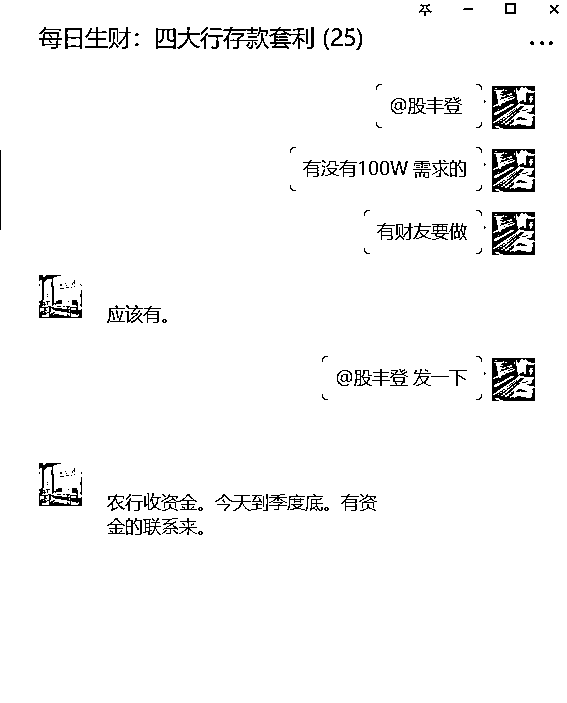 每日生财：四大行存款套利 (25)
@股丰登
有没有100W 需求的
有财友要做
应该有。
@股丰登 发一下
农行收资金。今天到季度底。有资
金的联系来。